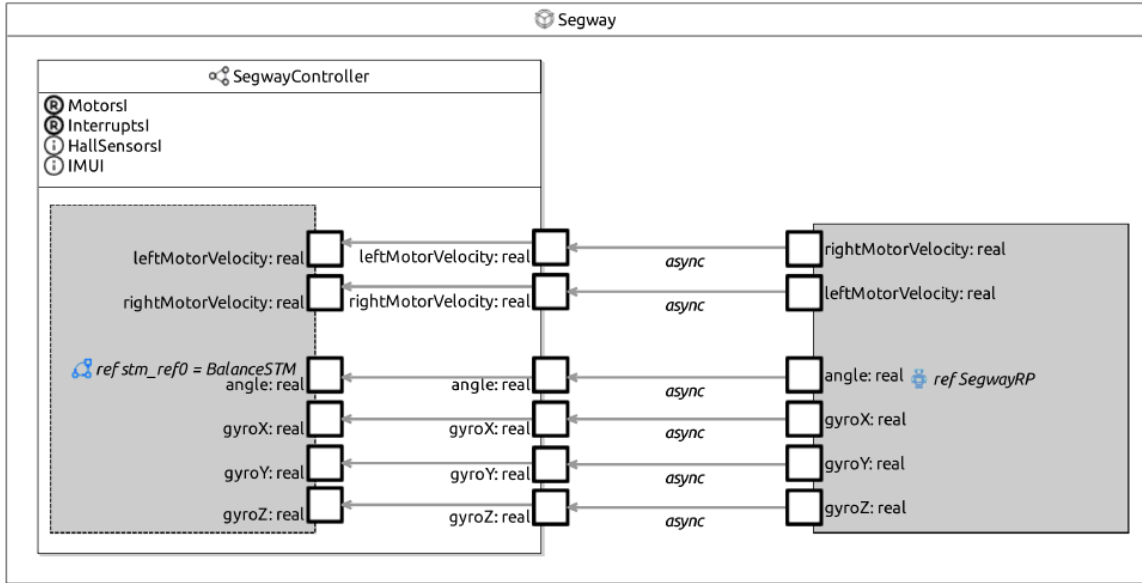 Segway
SegwayController
R MotorsI
R InterruptsI
i HallSensorsI
i IMUI
leftMotorVelocity: real
leftMotorVelocity: real
async
rightMotorVelocity: real
rightMotorVelocity: real
rightMotorVelocity: real
async
leftMotorVelocity: real
ref stm_ref0 = BalanceSTM
angle: real
angle: real
async
angle: real
ref SegwayRP
gyroX: real
gyroX: real
async
gyroX: real
gyroY: real
gyroY: real
async
gyroY: real
gyroZ: real
gyroZ: real
async
gyroZ: real